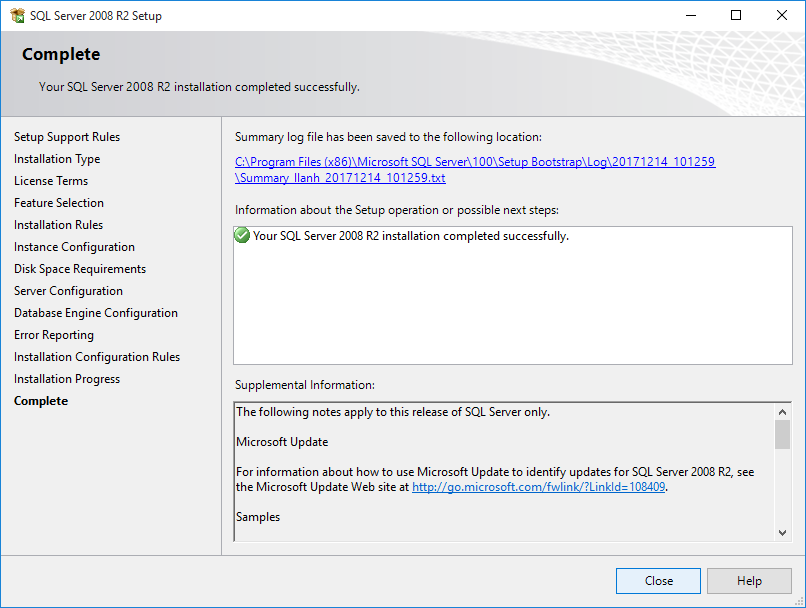 SQL Server 2008 R2 Setup
Complete
Your SQL Server 2008 R2 installation completed successfully.
Setup Support Rules
Installation Type
License Terms
Feature Selection
Installation Rules
Instance Configuration
Disk Space Requirements
Server Configuration
Database Engine Configuration
Error Reporting
Installation Configuration Rules
Installation Progress
Complete
Summary log file has been saved to the following location:
C:\Program Files (x86)\Microsoft SQL Server\100\Setup Bootstrap\Log\20171214_101259
\Summary_llanh_20171214_101259.txt
Information about the Setup operation or possible next steps:
Your SQL Server 2008 R2 installation completed successfully.
Supplemental Information:
The following notes apply to this release of SQL Server only.
Microsoft Update
For information about how to use Microsoft Update to identify updates for SQL Server 2008 R2, see
the Microsoft Update Web site at http://go.microsoft.com/fwlink/?LinkId=108409.
Samples
Close
Help